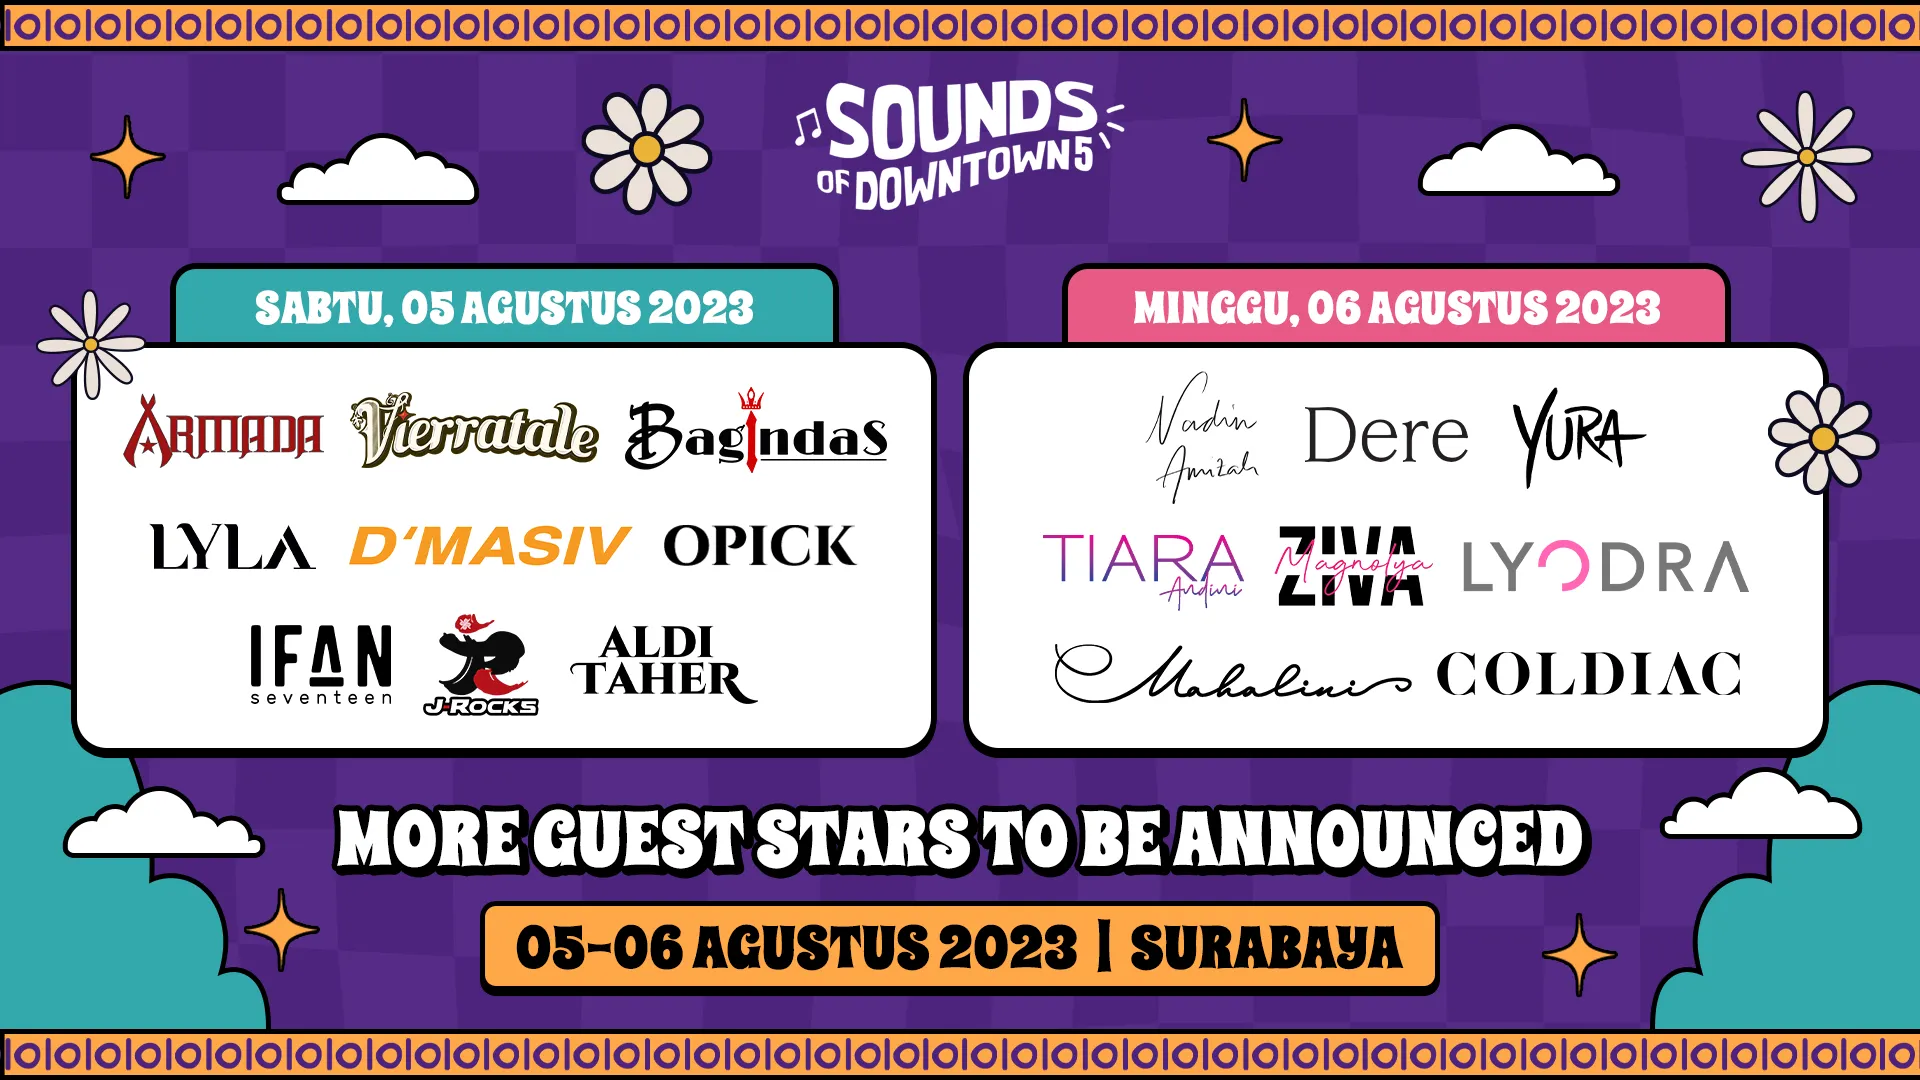 SOUNDS
OF DOWNTOWN 5
SABTU, 05 AGUSTUS 2023
ARMADA Vierratale BagIndas
LYLA D'MASIV OPICK
IFAN seventeen J-ROCKS ALDI TAHER
MINGGU, 06 AGUSTUS 2023
Nadin Amizah Dere YURA
TIARA Andini ZIVA Magnolya LYODRA
Mahalini COLDIAC
MORE GUEST STARS TO BE ANNOUNCED
05-06 AGUSTUS 2023 | SURABAYA